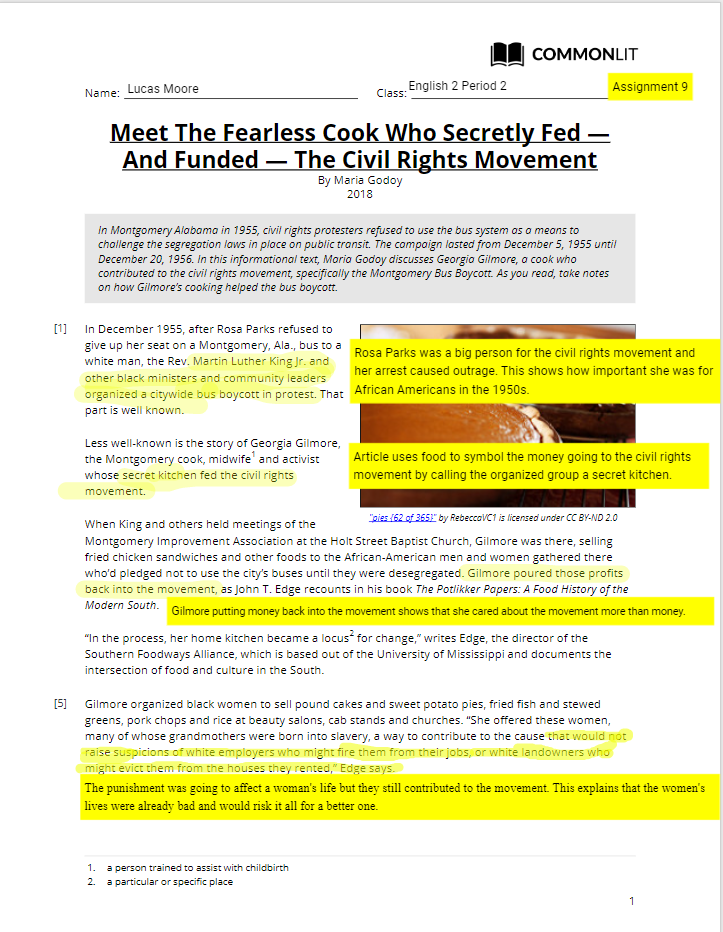 COMMONLIT
Name: Lucas Moore Class: English 2 Period 2 Assignment 9
Meet The Fearless Cook Who Secretly Fed —
And Funded — The Civil Rights Movement
By Maria Godoy
2018
In Montgomery Alabama in 1955, civil rights protesters refused to use the bus system as a means to
challenge the segregation laws in place on public transit. The campaign lasted from December 5, 1955 until
December 20, 1956. In this informational text, Maria Godoy discusses Georgia Gilmore, a cook who
contributed to the civil rights movement, specifically the Montgomery Bus Boycott. As you read, take notes
on how Gilmore's cooking helped the bus boycott.
[1] In December 1955, after Rosa Parks refused to
give up her seat on a Montgomery, Ala., bus to a
white man, the Rev. Martin Luther King Jr. and
other black ministers and community leaders
organized a citywide bus boycott in protest. That
part is well known.
Rosa Parks was a big person for the civil rights movement and
her arrest caused outrage. This shows how important she was for
African Americans in the 1950s.
Less well-known is the story of Georgia Gilmore,
the Montgomery cook, midwife1 and activist
whose secret kitchen fed the civil rights
movement.
Article uses food to symbol the money going to the civil rights
movement by calling the organized group a secret kitchen.
"pies (62 of 365)" by RebeccaVC1 is licensed under CC BY-ND 2.0
When King and others held meetings of the
Montgomery Improvement Association at the Holt Street Baptist Church, Gilmore was there, selling
fried chicken sandwiches and other foods to the African-American men and women gathered there
who'd pledged not to use the city's buses until they were desegregated. Gilmore poured those profits
back into the movement, as John T. Edge recounts in his book The Potlikker Papers: A Food History of the
Modern South.
Gilmore putting money back into the movement shows that she cared about the movement more than money.
“In the process, her home kitchen became a locus2 for change,” writes Edge, the director of the
Southern Foodways Alliance, which is based out of the University of Mississippi and documents the
intersection of food and culture in the South.
[5] Gilmore organized black women to sell pound cakes and sweet potato pies, fried fish and stewed
greens, pork chops and rice at beauty salons, cab stands and churches. “She offered these women,
many of whose grandmothers were born into slavery, a way to contribute to the cause that would not
raise suspicions of white employers who might fire them from their jobs, or white landowners who
might evict them from the houses they rented,” Edge says.
The punishment was going to affect a woman's life but they still contributed to the movement. This explains that the women's
lives were already bad and would risk it all for a better one.
1. a person trained to assist with childbirth
2. a particular or specific place
1